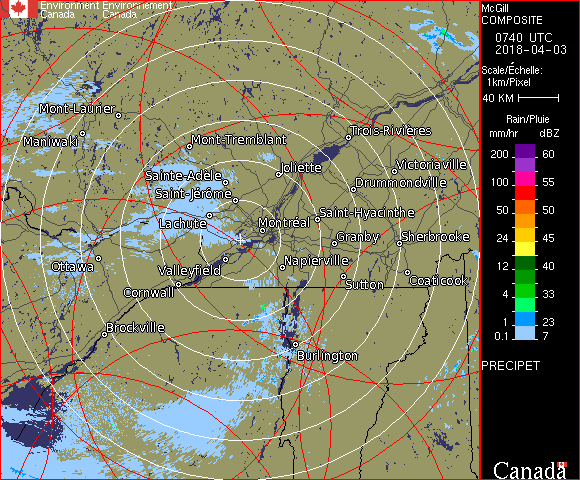 Environment Environnement
Canada Canada
McGill
COMPOSITE
0740 UTC
2018-04-03
Scale/Échelle:
1km/Pixel
40 KM
Rain/Pluie
mm/hr dBZ
200 60
100 55
75 53
50 50
24 45
12 40
4 33
1 23
0.1 7
PRECIPET
Canada
Mont-Laurier
Maniwaki
Mont-Tremblant
Trois-Rivières
Sainte-Adèle
Joliette
Victoriaville
Saint-Jérôme
Drummondville
Lachute
Saint-Hyacinthe
Montréal
Granby
Sherbrooke
Ottawa
Valleyfield
Napierville
Cornwall
Sutton
Coaticook
Brockville
Burlington